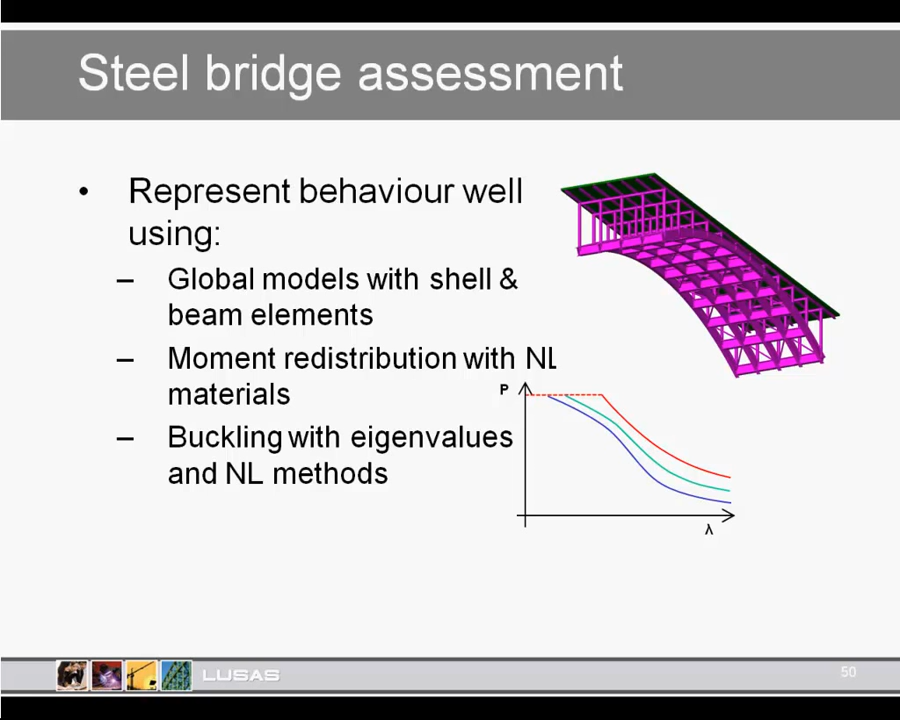 Steel bridge assessment
• Represent behaviour well
using:
– Global models with shell &
beam elements
– Moment redistribution with NL
materials
– Buckling with eigenvalues
and NL methods
P
λ
LUSAS
50